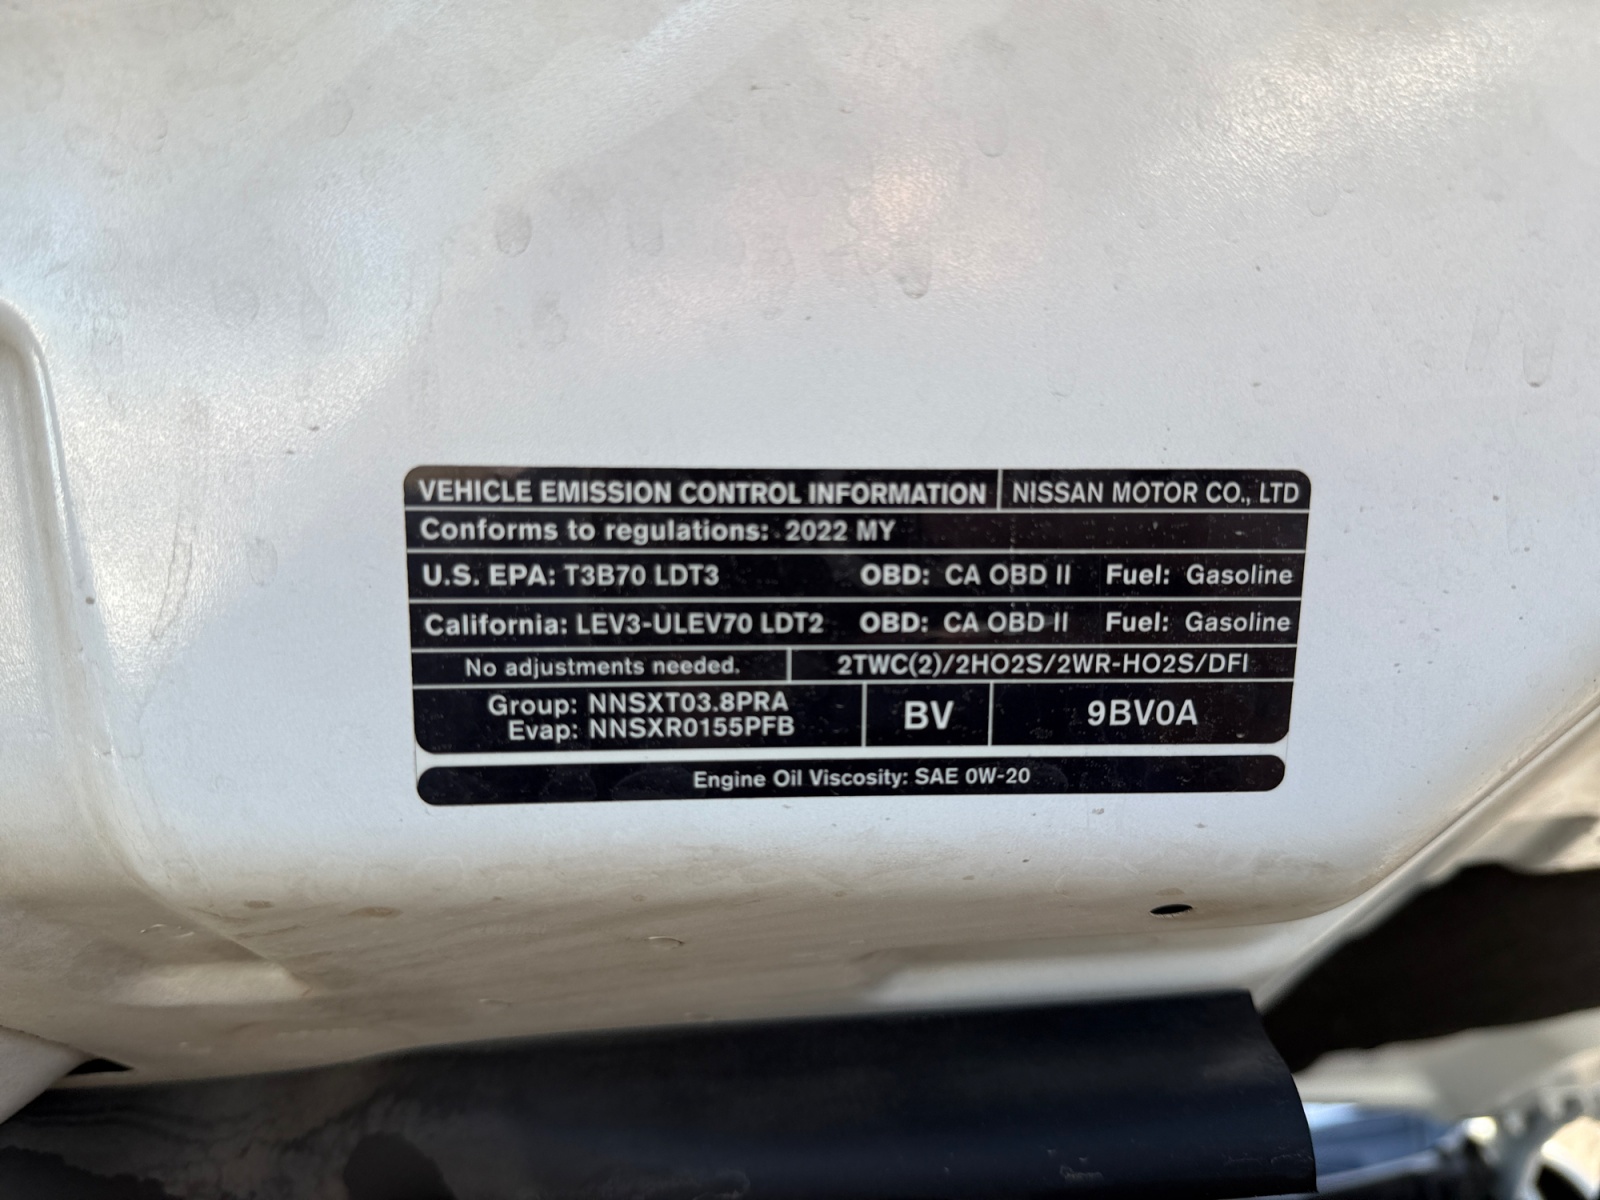 VEHICLE EMISSION CONTROL INFORMATION NISSAN MOTOR CO., LTD
Conforms to regulations: 2022 MY
U.S. EPA: T3B70 LDT3 OBD: CA OBD II Fuel: Gasoline
California: LEV3-ULEV70 LDT2 OBD: CA OBD II Fuel: Gasoline
No adjustments needed. 2TWC(2)/2HO2S/2WR-HO2S/DFI
Group: NNSXT03.8PRA
Evap: NNSXR0155PFB
BV 9BV0A
Engine Oil Viscosity: SAE 0W-20